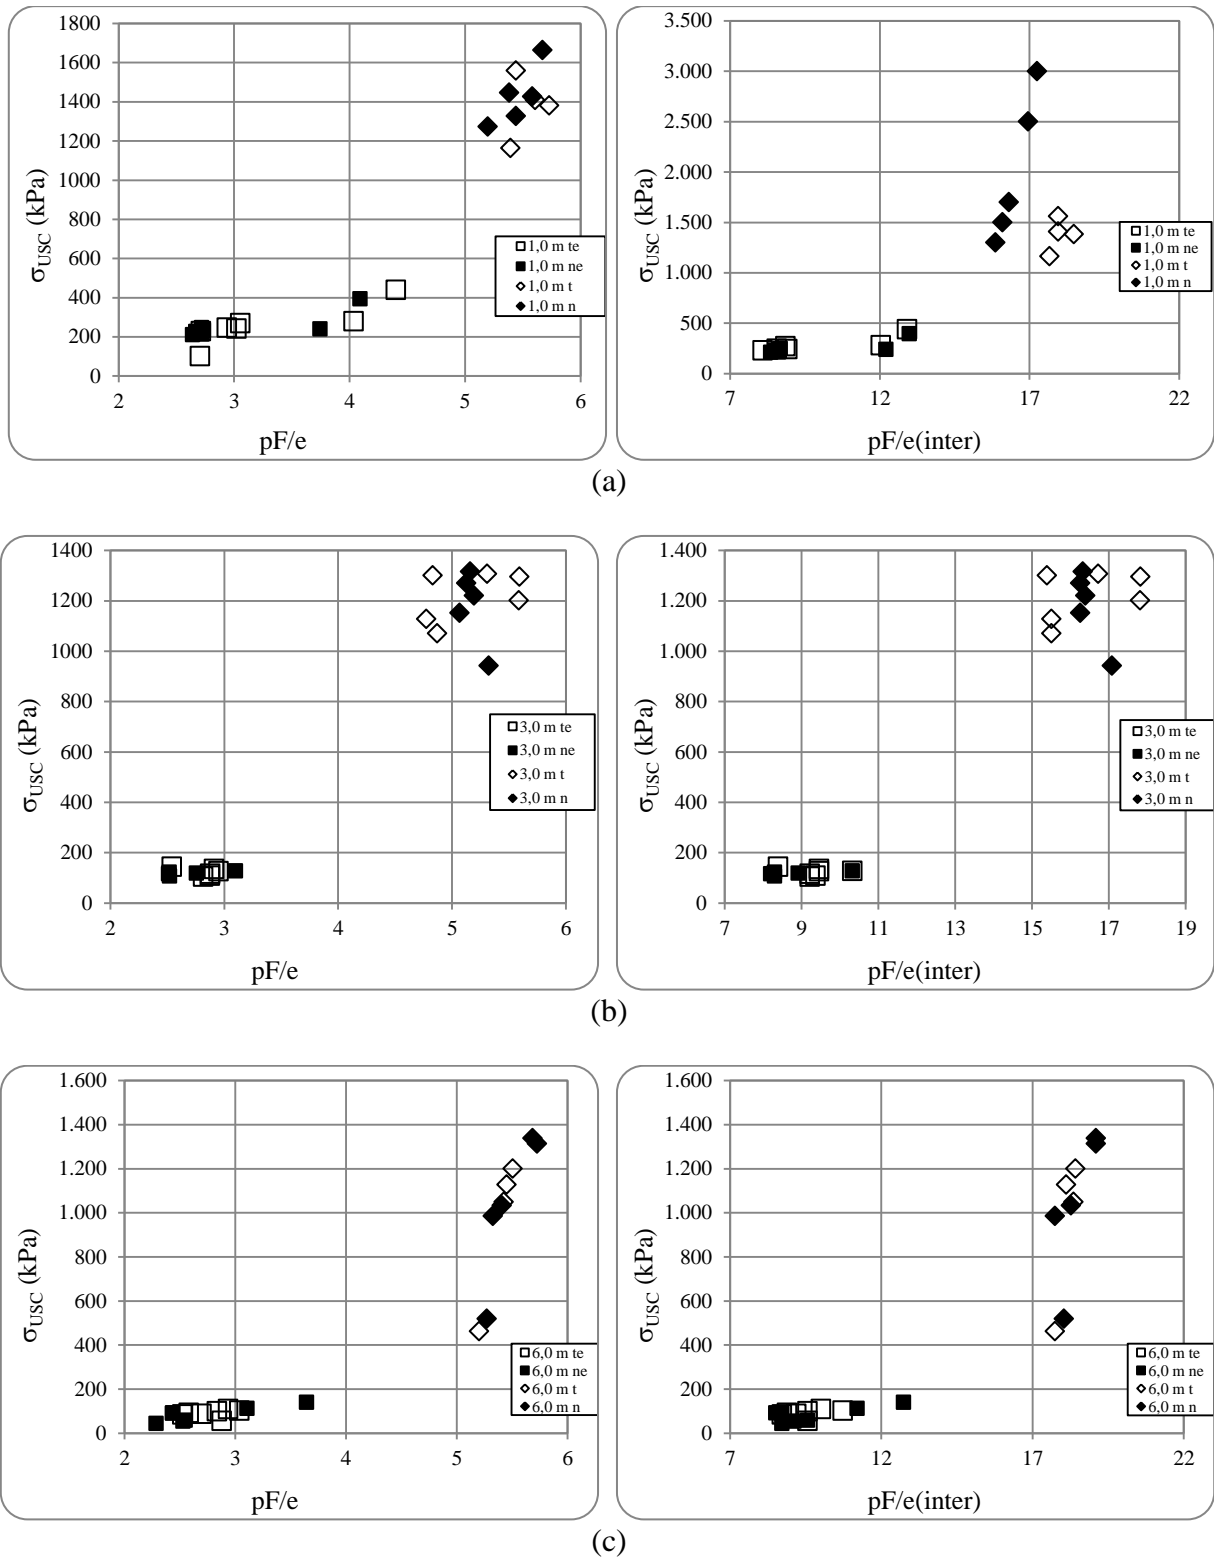 1800
1600
1400
1200
1000
800
600
400
200
0
2 3 4 5 6
σUSC (kPa)
pF/e
1,0 m te
1,0 m ne
1,0 m t
1,0 m n
3.500
3.000
2.500
2.000
1.500
1.000
500
0
7 12 17 22
σUSC (kPa)
pF/e(inter)
1,0 m te
1,0 m ne
1,0 m t
1,0 m n
(a)
1400
1200
1000
800
600
400
200
0
2 3 4 5 6
σUSC (kPa)
pF/e
3,0 m te
3,0 m ne
3,0 m t
3,0 m n
1.400
1.200
1.000
800
600
400
200
0
7 9 11 13 15 17 19
σUSC (kPa)
pF/e(inter)
3,0 m te
3,0 m ne
3,0 m t
3,0 m n
(b)
1.600
1.400
1.200
1.000
800
600
400
200
0
2 3 4 5 6
σUSC (kPa)
pF/e
6,0 m te
6,0 m ne
6,0 m t
6,0 m n
1.600
1.400
1.200
1.000
800
600
400
200
0
7 12 17 22
σUSC (kPa)
pF/e(inter)
6,0 m te
6,0 m ne
6,0 m t
6,0 m n
(c)